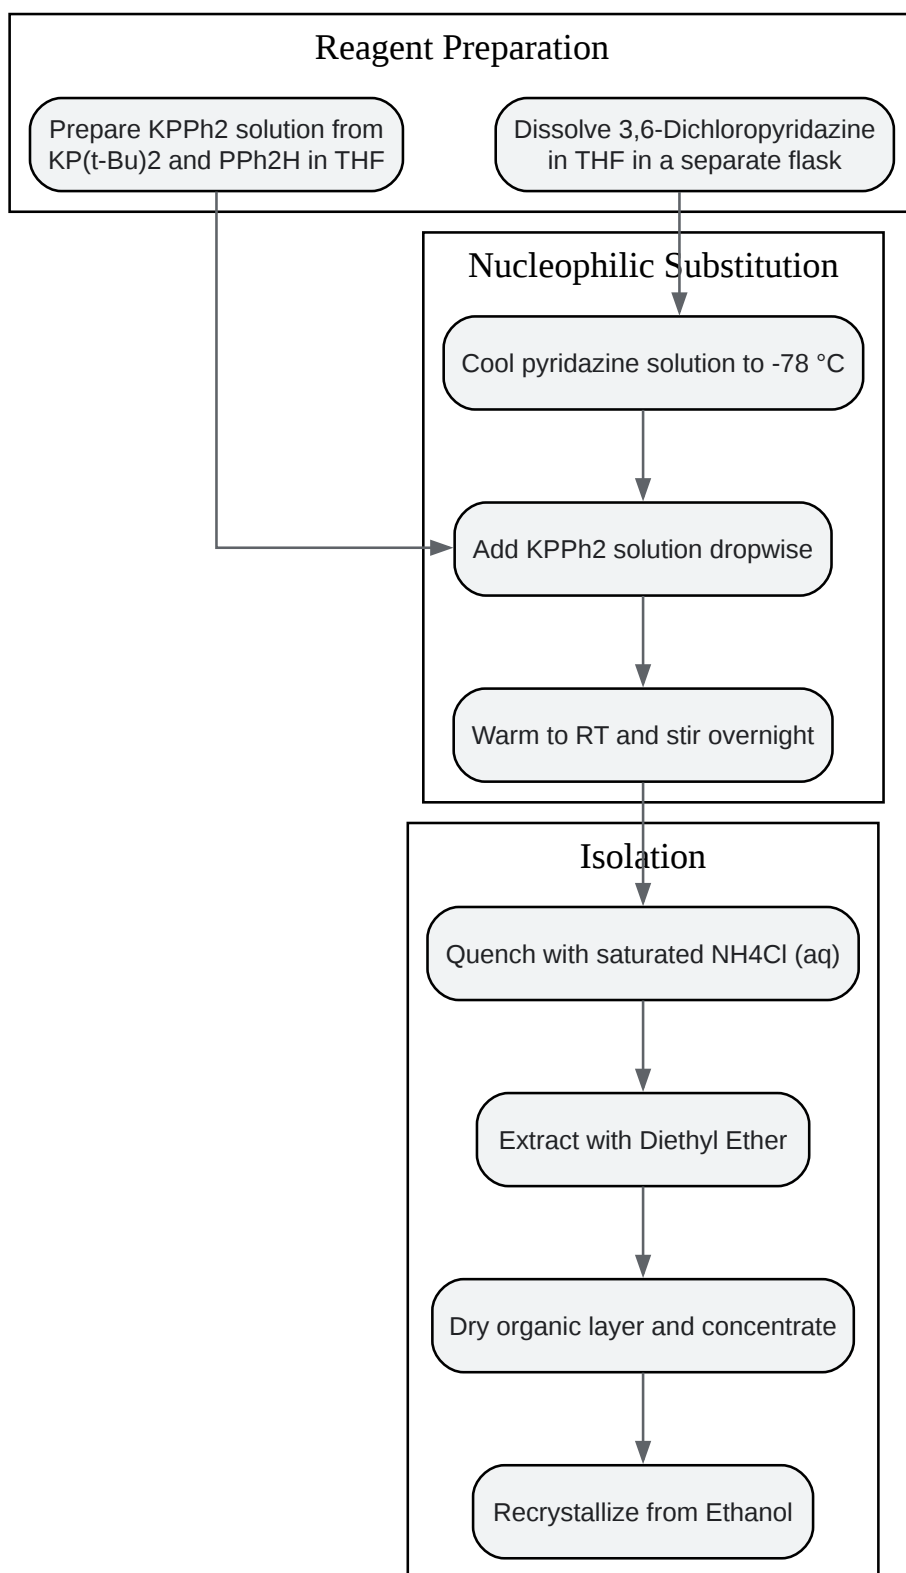 Reagent Preparation
Prepare KPPh2 solution from
KP(t-Bu)2 and PPh2H in THF
Dissolve 3,6-Dichloropyridazine
in THF in a separate flask
Nucleophilic Substitution
Cool pyridazine solution to -78 °C
Add KPPh2 solution dropwise
Warm to RT and stir overnight
Isolation
Quench with saturated NH4Cl (aq)
Extract with Diethyl Ether
Dry organic layer and concentrate
Recrystallize from Ethanol